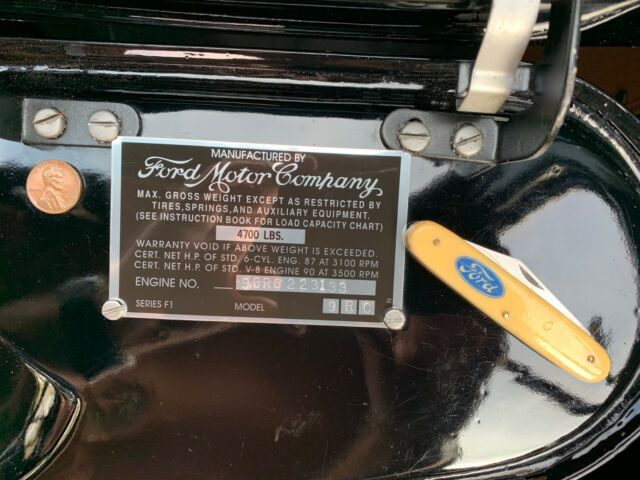 MANUFACTURED BY
Ford Motor Company
MAX. GROSS WEIGHT EXCEPT AS RESTRICTED BY
TIRES, SPRINGS, AND AUXILIARY EQUIPMENT.
(SEE INSTRUCTION BOOK FOR LOAD CAPACITY CHART)
4700 LBS.
WARRANTY VOID IF ABOVE WEIGHT IS EXCEEDED.
CERT. NET H.P. OF STD. 6-CYL. ENG. 87 AT 3100 RPM
CERT. NET H.P. OF STD. V-8 ENGINE 90 AT 3500 RPM
ENGINE NO. 98RC223133
SERIES F1 MODEL 9 R C
Ford